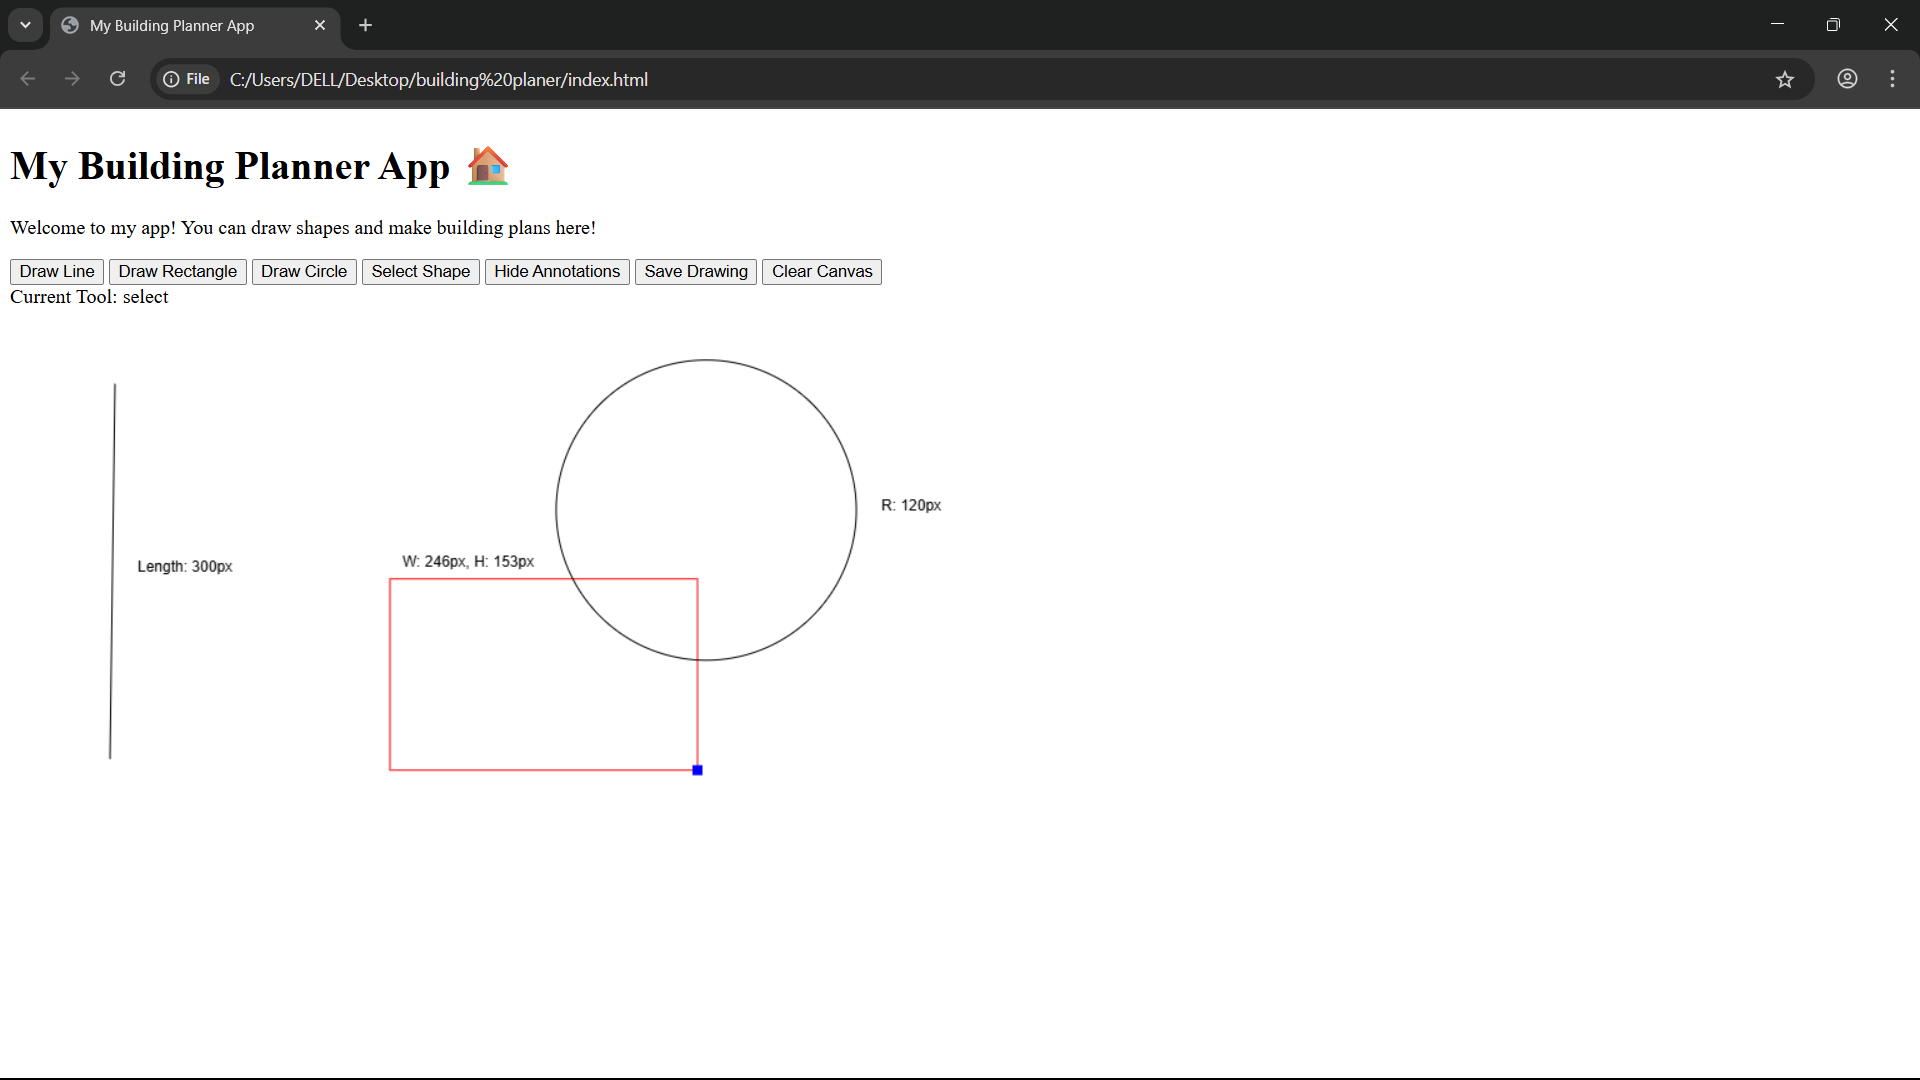 My Building Planner App
File C:/Users/DELL/Desktop/building%20planer/index.html
My Building Planner App
Welcome to my app! You can draw shapes and make building plans here!
Draw Line Draw Rectangle Draw Circle Select Shape Hide Annotations Save Drawing Clear Canvas
Current Tool: select
R: 120px
W: 246px, H: 153px
Length: 300px